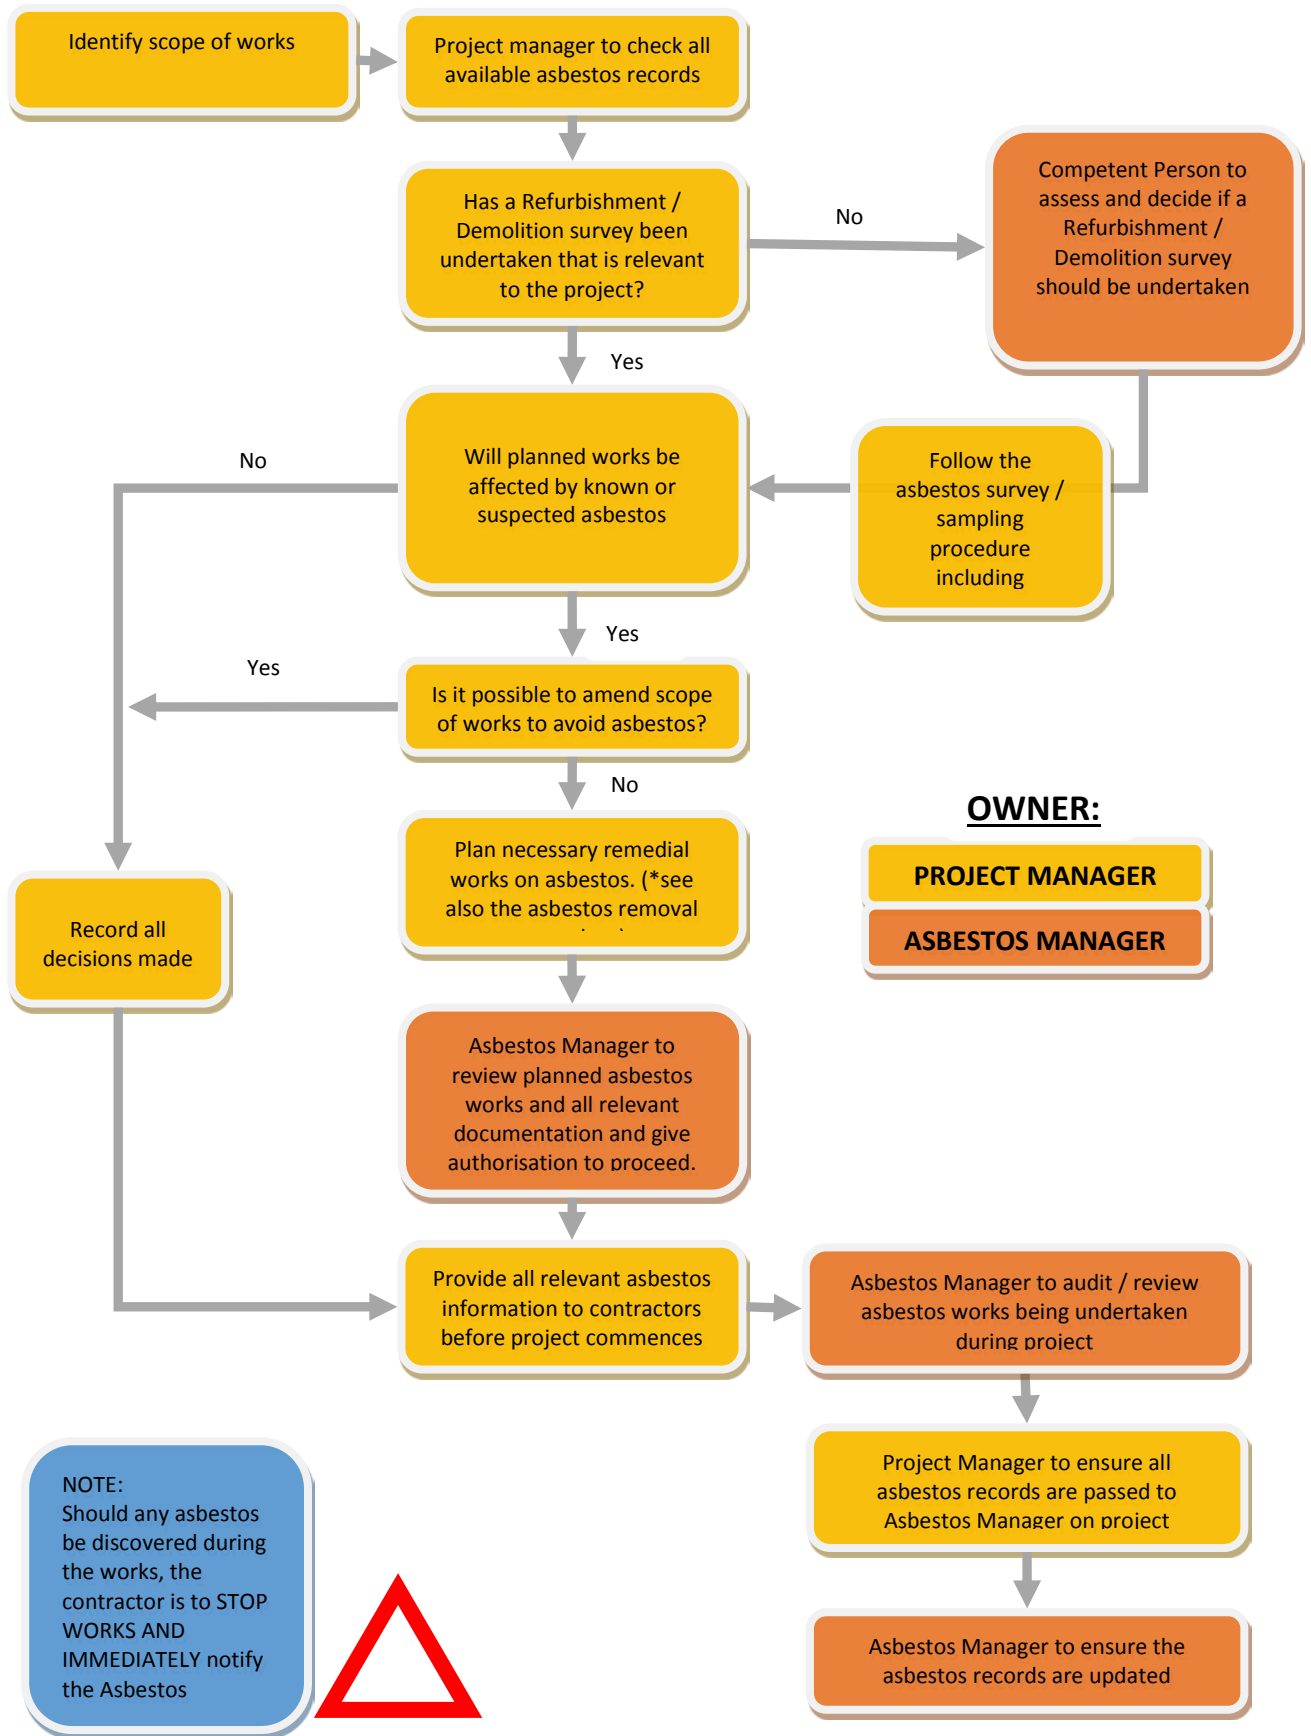 Identify scope of works
Project manager to check all
available asbestos records
Has a Refurbishment /
Demolition survey been
undertaken that is relevant
to the project?
No
Competent Person to
assess and decide if a
Refurbishment /
Demolition survey
should be undertaken
Yes
Will planned works be
affected by known or
suspected asbestos
No
Follow the
asbestos survey /
sampling
procedure
including
Yes
Is it possible to amend scope
of works to avoid asbestos?
Yes
No
Plan necessary remedial
works on asbestos. (*see
also the asbestos removal
OWNER:
PROJECT MANAGER
ASBESTOS MANAGER
Record all
decisions made
Asbestos Manager to
review planned asbestos
works and all relevant
documentation and give
authorisation to proceed.
Provide all relevant asbestos
information to contractors
before project commences
Asbestos Manager to audit / review
asbestos works being undertaken
during project
Project Manager to ensure all
asbestos records are passed to
Asbestos Manager on project
Asbestos Manager to ensure the
asbestos records are updated
NOTE:
Should any asbestos
be discovered during
the works, the
contractor is to STOP
WORKS AND
IMMEDIATELY notify
the Asbestos